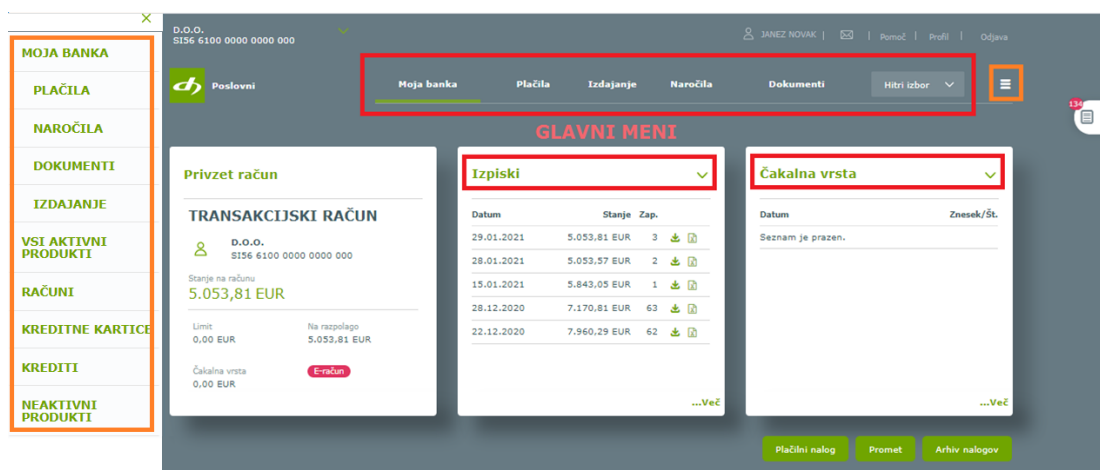 MOJA BANKA
PLAČILA
NAROČILA
DOKUMENTI
IZDAJANJE
VSI AKTIVNI
PRODUKTI
RAČUNI
KREDITNE KARTICE
KREDITI
NEAKTIVNI
PRODUKTI
D.O.O.
SI56 6100 0000 0000 000
JANEZ NOVAK | | Pomoč | Profil | Odjava
Poslovni
Moja banka Plačila Izdajanje Naročila Dokumenti Hitri izbor
134
GLAVNI MENI
Privzet račun
TRANSAKCIJSKI RAČUN
D.O.O.
SI56 6100 0000 0000 000
Stanje na računu
5.053,81 EUR
Limit Na razpolago
0,00 EUR 5.053,81 EUR
Čakalna vrsta E-račun
0,00 EUR
Izpiski
Datum Stanje Zap.
29.01.2021 5.053,81 EUR 3
28.01.2021 5.053,57 EUR 2
15.01.2021 5.843,05 EUR 1
28.12.2020 7.170,81 EUR 63
22.12.2020 7.960,29 EUR 62
...Več
Čakalna vrsta
Datum Znesek/Št.
Seznam je prazen.
...Več
Plačilni nalog Promet Arhiv nalogov